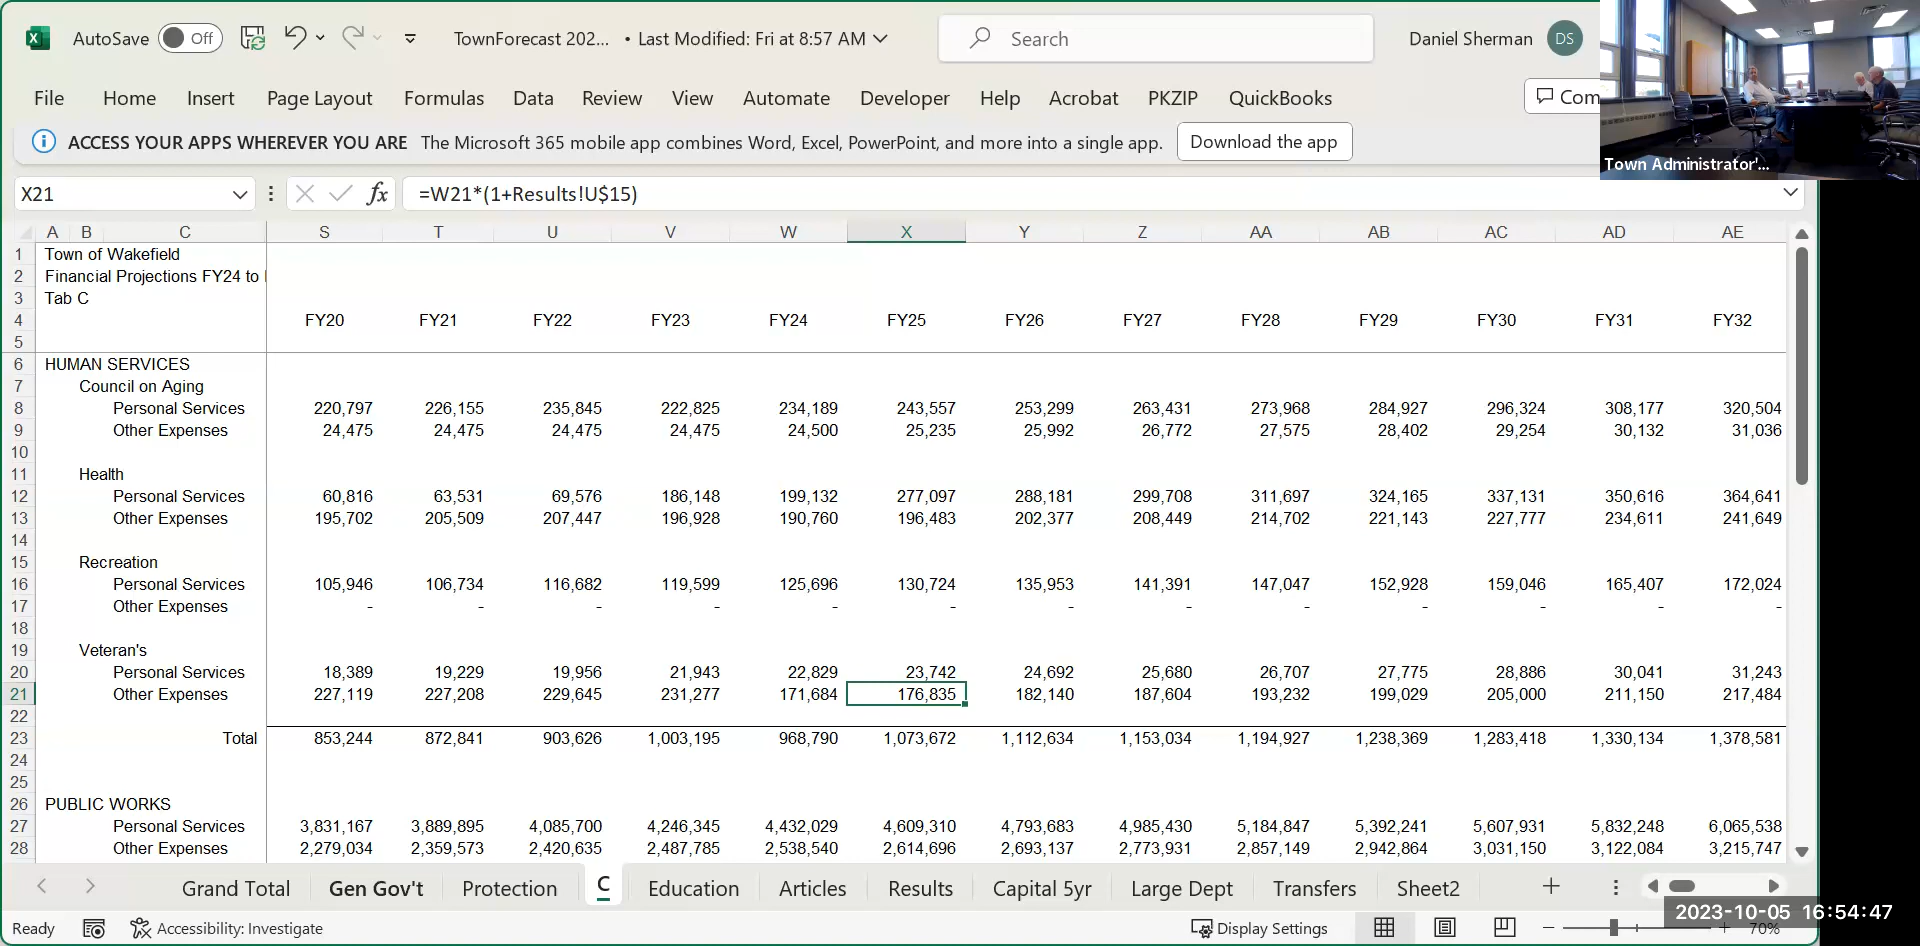 AutoSave Off TownForecast 202... • Last Modified: Fri at 8:57 AM Search Daniel Sherman DS
File Home Insert Page Layout Formulas Data Review View Automate Developer Help Acrobat PKZIP QuickBooks Com
ACCESS YOUR APPS WHEREVER YOU ARE The Microsoft 365 mobile app combines Word, Excel, PowerPoint, and more into a single app. Download the app
Town Administrator'...
X21 fx =W21*(1+Results!U$15)
A B C S T U V W X Y Z AA AB AC AD AE
1 Town of Wakefield
2 Financial Projections FY24 to
3 Tab C
4 FY20 FY21 FY22 FY23 FY24 FY25 FY26 FY27 FY28 FY29 FY30 FY31 FY32
5
6 HUMAN SERVICES
7 Council on Aging
8 Personal Services 220,797 226,155 235,845 222,825 234,189 243,557 253,299 263,431 273,968 284,927 296,324 308,177 320,504
9 Other Expenses 24,475 24,475 24,475 24,475 24,500 25,235 25,992 26,772 27,575 28,402 29,254 30,132 31,036
10
11 Health
12 Personal Services 60,816 63,531 69,576 186,148 199,132 277,097 288,181 299,708 311,697 324,165 337,131 350,616 364,641
13 Other Expenses 195,702 205,509 207,447 196,928 190,760 196,483 202,377 208,449 214,702 221,143 227,777 234,611 241,649
14
15 Recreation
16 Personal Services 105,946 106,734 116,682 119,599 125,696 130,724 135,953 141,391 147,047 152,928 159,046 165,407 172,024
17 Other Expenses - - - - - - - - - - - - -
18
19 Veteran's
20 Personal Services 18,389 19,229 19,956 21,943 22,829 23,742 24,692 25,680 26,707 27,775 28,886 30,041 31,243
21 Other Expenses 227,119 227,208 229,645 231,277 171,684 176,835 182,140 187,604 193,232 199,029 205,000 211,150 217,484
22
23 Total 853,244 872,841 903,626 1,003,195 968,790 1,073,672 1,112,634 1,153,034 1,194,927 1,238,369 1,283,418 1,330,134 1,378,581
24
25
26 PUBLIC WORKS
27 Personal Services 3,831,167 3,889,895 4,085,700 4,246,345 4,432,029 4,609,310 4,793,683 4,985,430 5,184,847 5,392,241 5,607,931 5,832,248 6,065,538
28 Other Expenses 2,279,034 2,359,573 2,420,635 2,487,785 2,538,540 2,614,696 2,693,137 2,773,931 2,857,149 2,942,864 3,031,150 3,122,084 3,215,747
Grand Total Gen Gov't Protection C Education Articles Results Capital 5yr Large Dept Transfers Sheet2
2023-10-05 16:54:47
Ready Accessibility: Investigate Display Settings 70%